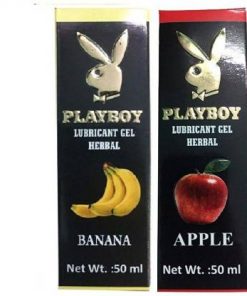 PLAYBOY
LUBRICANT GEL
HERBAL
BANANA
Net Wt. :50 ml
PLAYBOY
LUBRICANT GEL
HERBAL
APPLE
Net Wt. :50 ml